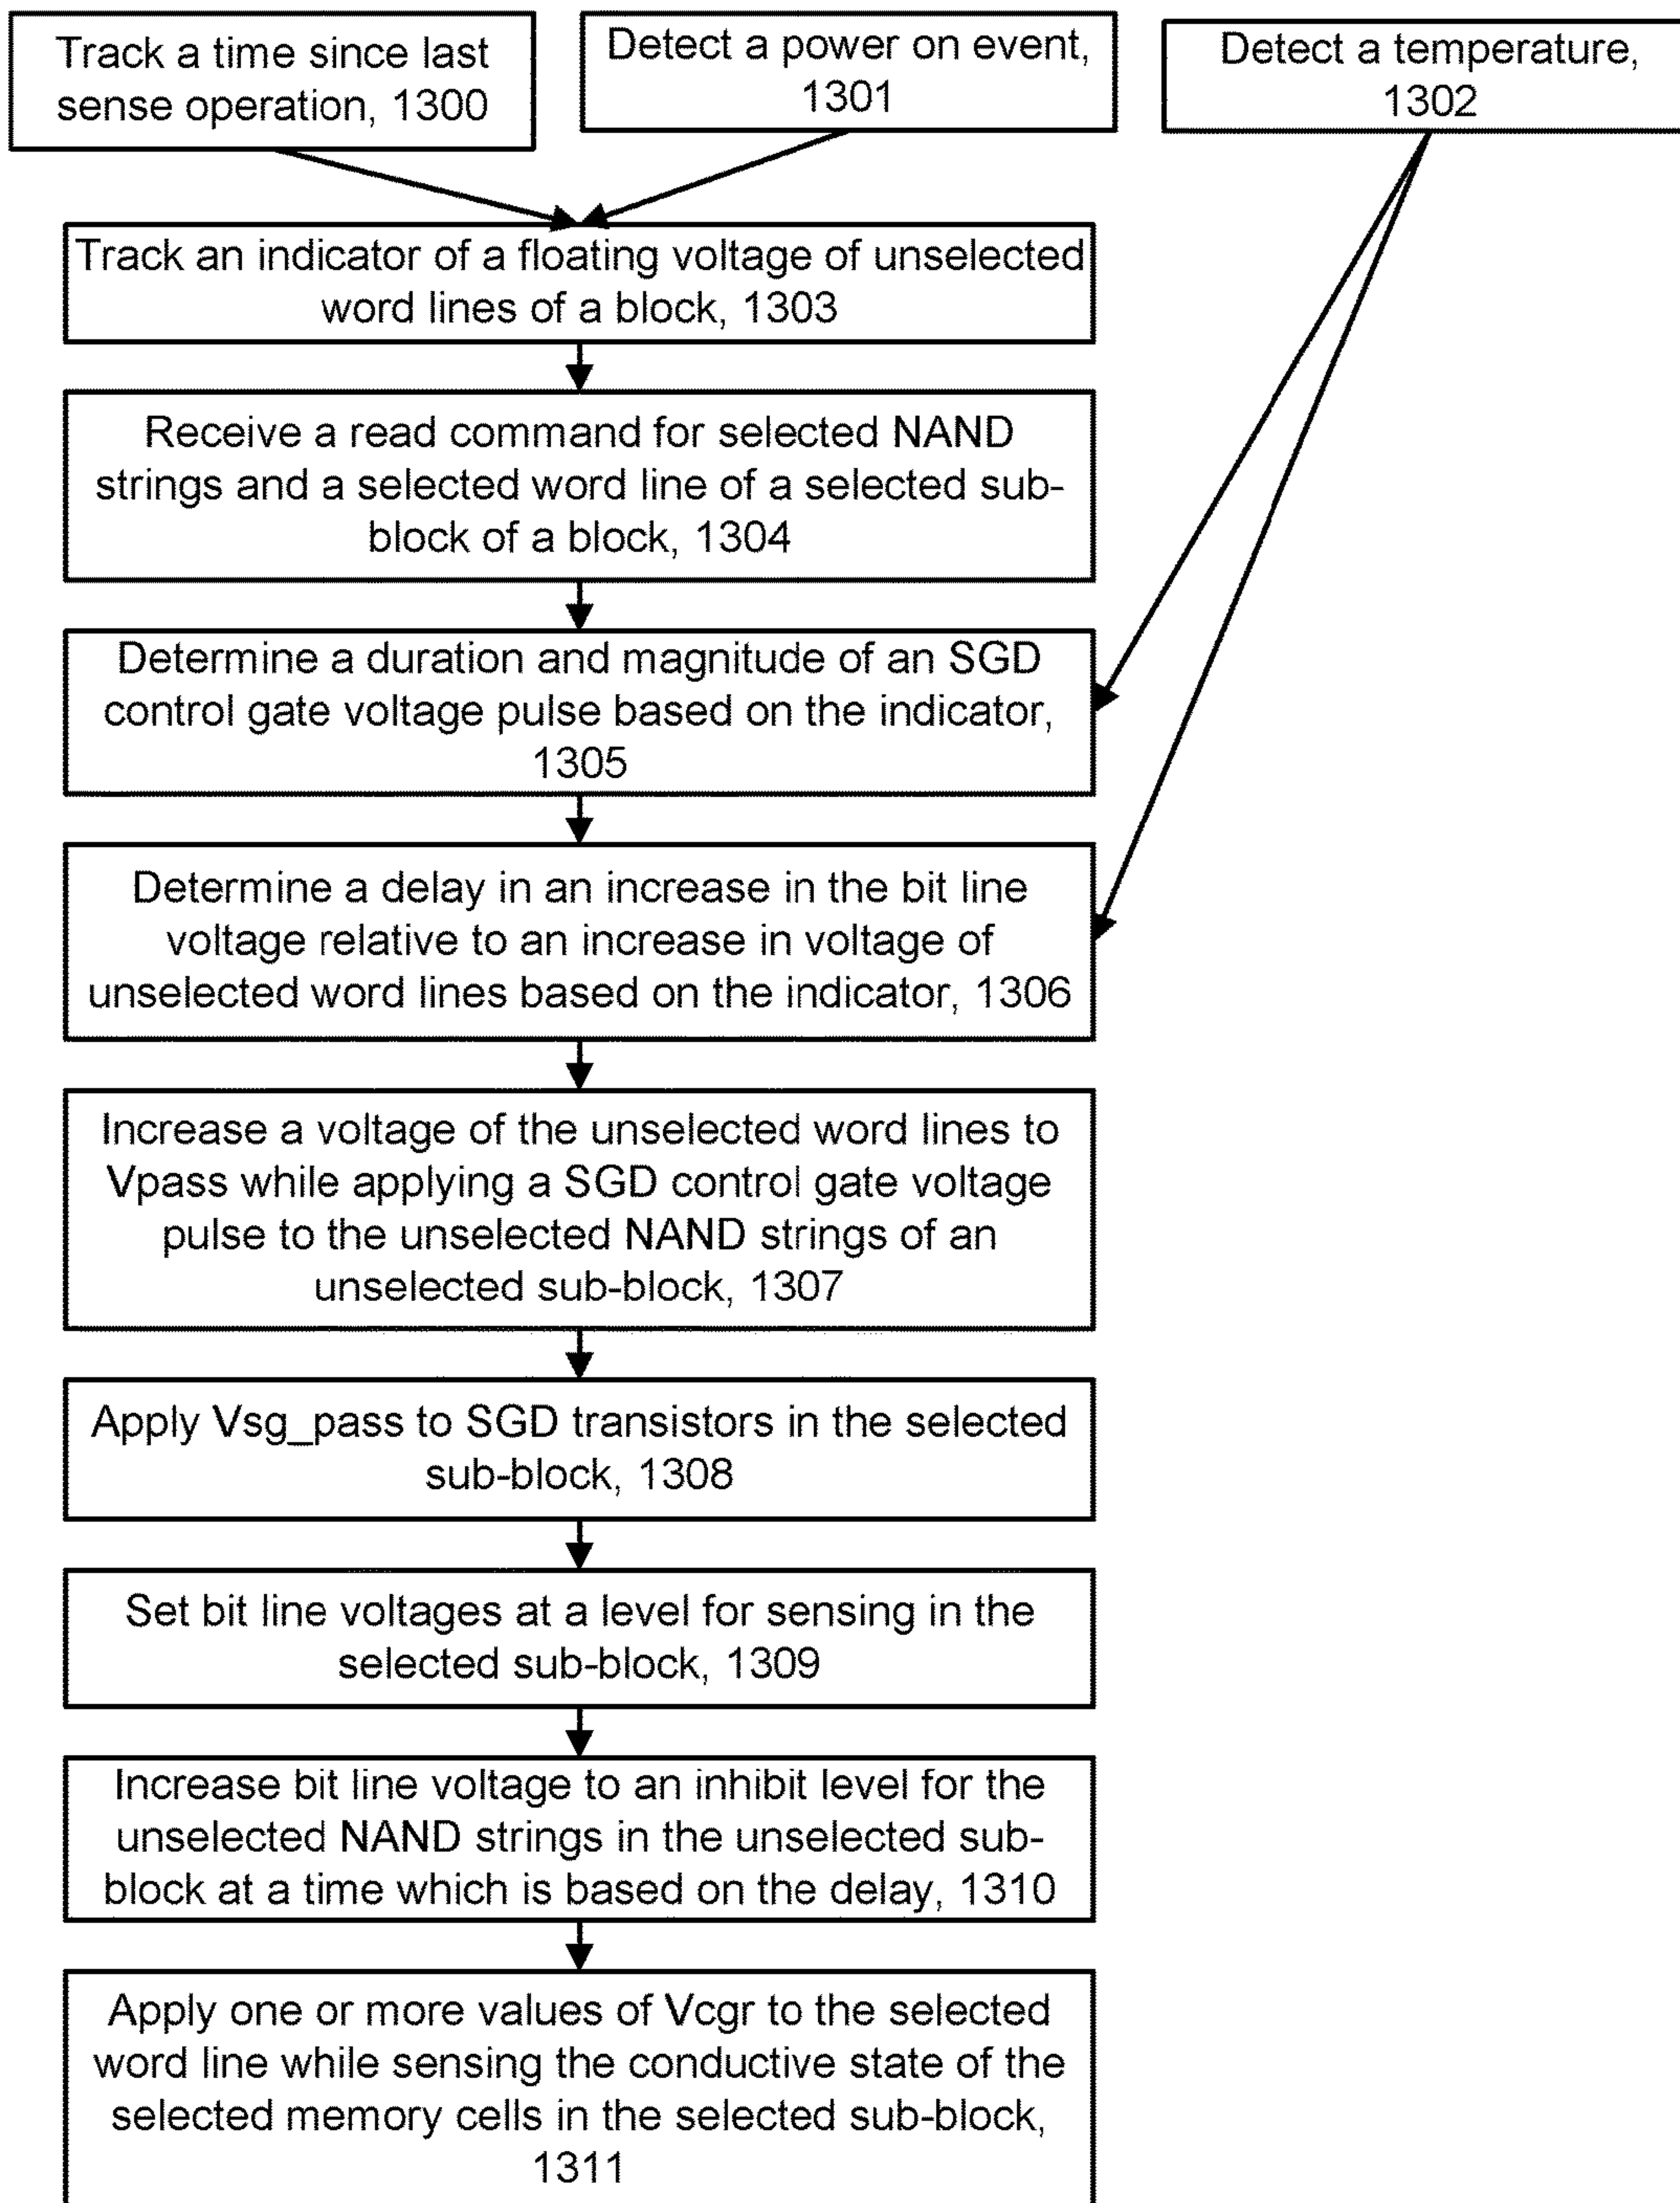 Track a time since last
sense operation, 1300
Detect a power on event,
1301
Detect a temperature,
1302
Track an indicator of a floating voltage of unselected
word lines of a block, 1303
Receive a read command for selected NAND
strings and a selected word line of a selected sub-
block of a block, 1304
Determine a duration and magnitude of an SGD
control gate voltage pulse based on the indicator,
1305
Determine a delay in an increase in the bit line
voltage relative to an increase in voltage of
unselected word lines based on the indicator, 1306
Increase a voltage of the unselected word lines to
Vpass while applying a SGD control gate voltage
pulse to the unselected NAND strings of an
unselected sub-block, 1307
Apply Vsg_pass to SGD transistors in the selected
sub-block, 1308
Set bit line voltages at a level for sensing in the
selected sub-block, 1309
Increase bit line voltage to an inhibit level for the
unselected NAND strings in the unselected sub-
block at a time which is based on the delay, 1310
Apply one or more values of Vcgr to the selected
word line while sensing the conductive state of the
selected memory cells in the selected sub-block,
1311